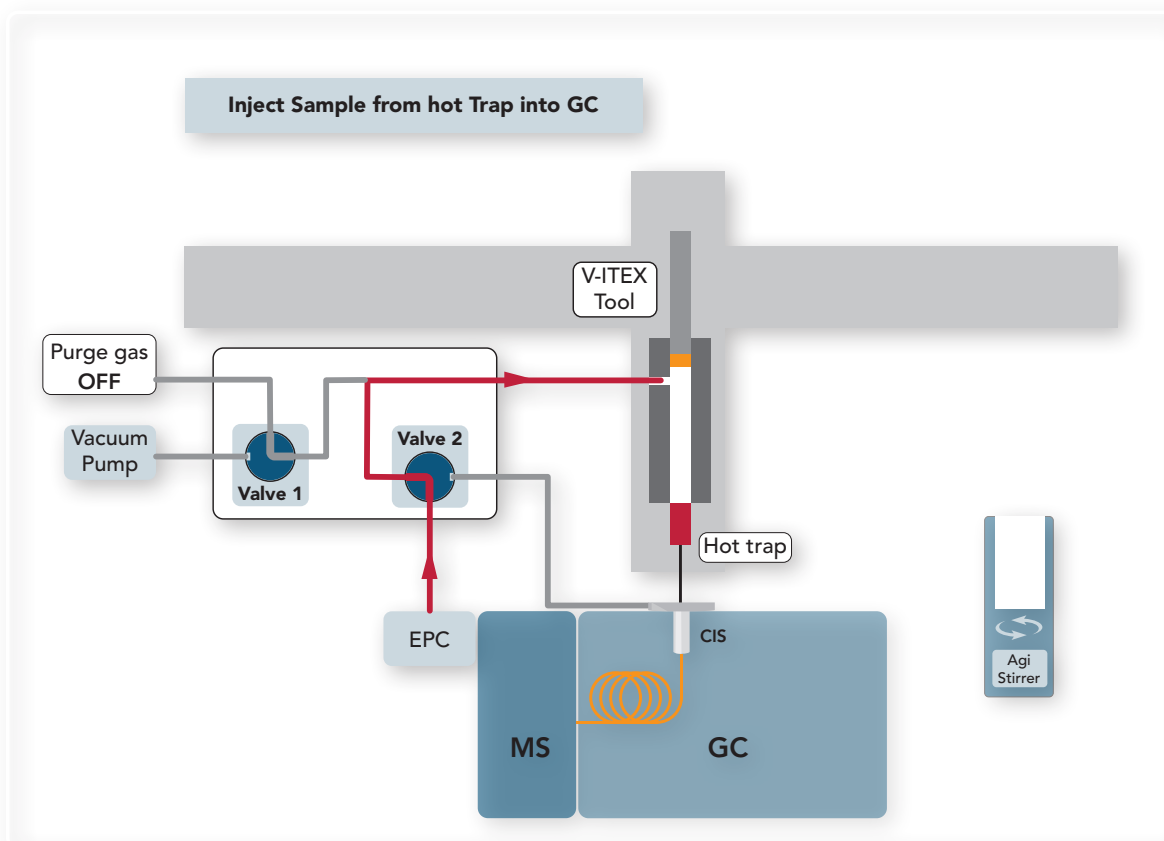 Inject Sample from hot Trap into GC
V-ITEX
Tool
Purge gas
OFF
Vacuum
Pump
Valve 1
Valve 2
Hot trap
EPC
CIS
MS
GC
Agi
Stirrer